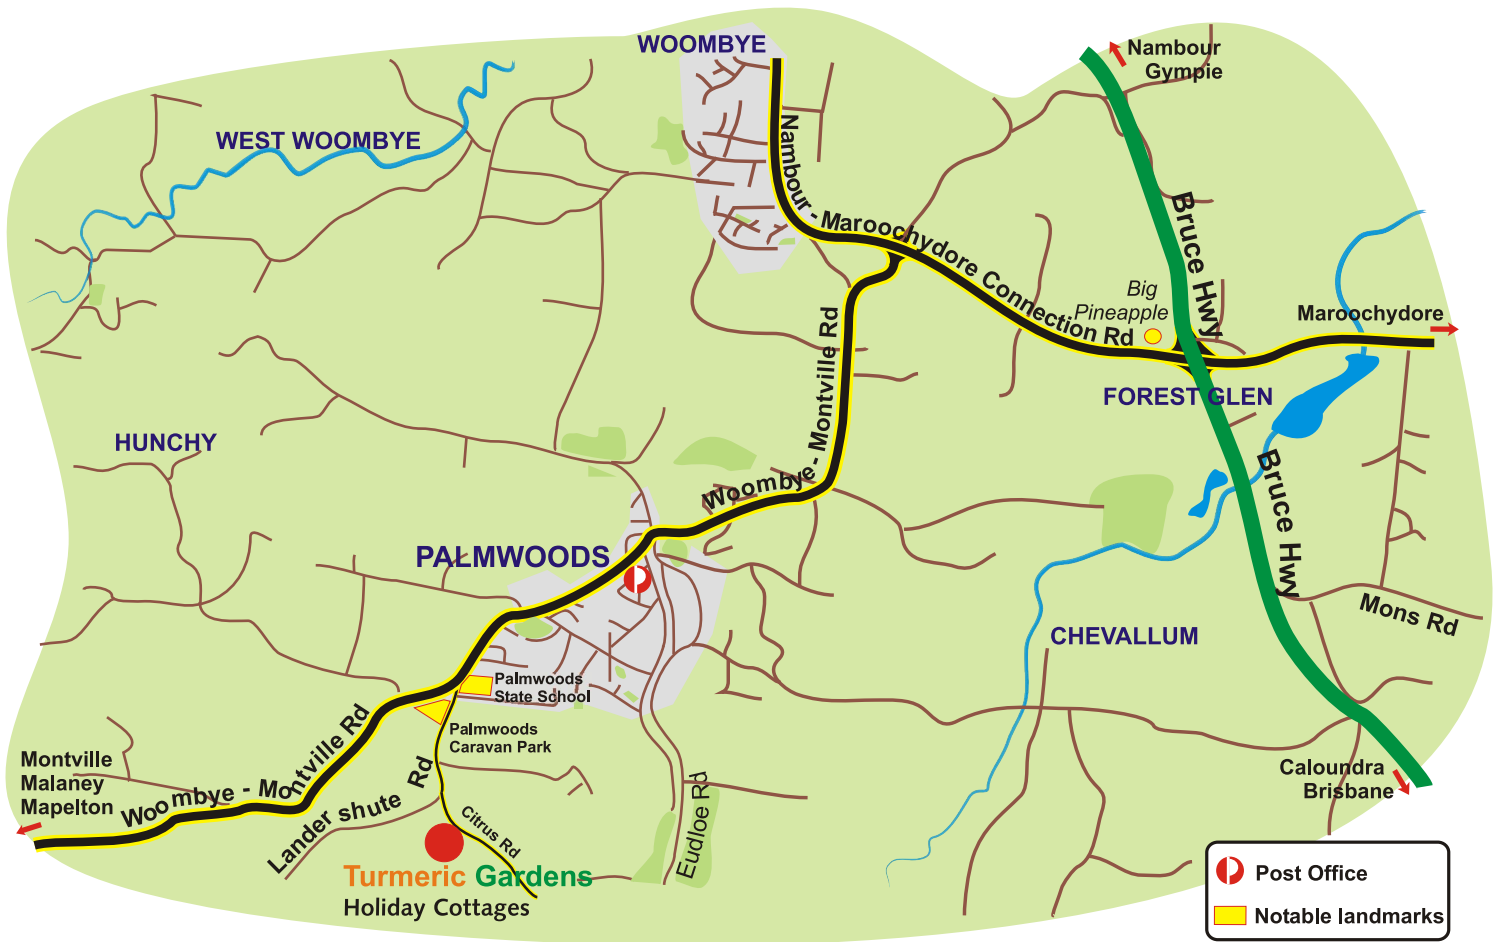 WOOMBYE
Nambour
Gympie
WEST WOOMBYE
Nambour - Maroochydore Connection Rd
Bruce Hwy
Big
Pineapple
Maroochydore
Woombye - Montville Rd
FOREST GLEN
HUNCHY
Bruce Hwy
PALMWOODS
Mons Rd
CHEVALLUM
Palmwoods
State School
Palmwoods
Caravan Park
Montville
Malaney
Mapelton
Woombye - Montville Rd
Lander shute Rd
Citrus Rd
Eudloe Rd
Caloundra
Brisbane
Turmeric Gardens
Holiday Cottages
Post Office
Notable landmarks